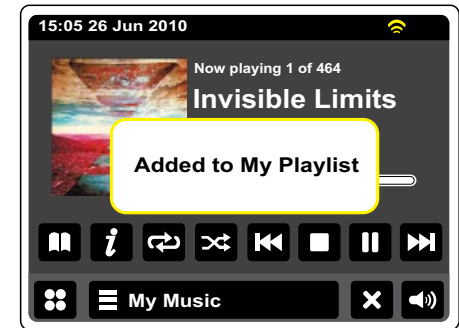 15:05 26 Jun 2010
Now playing 1 of 464
Invisible Limits
Added to My Playlist
My Music